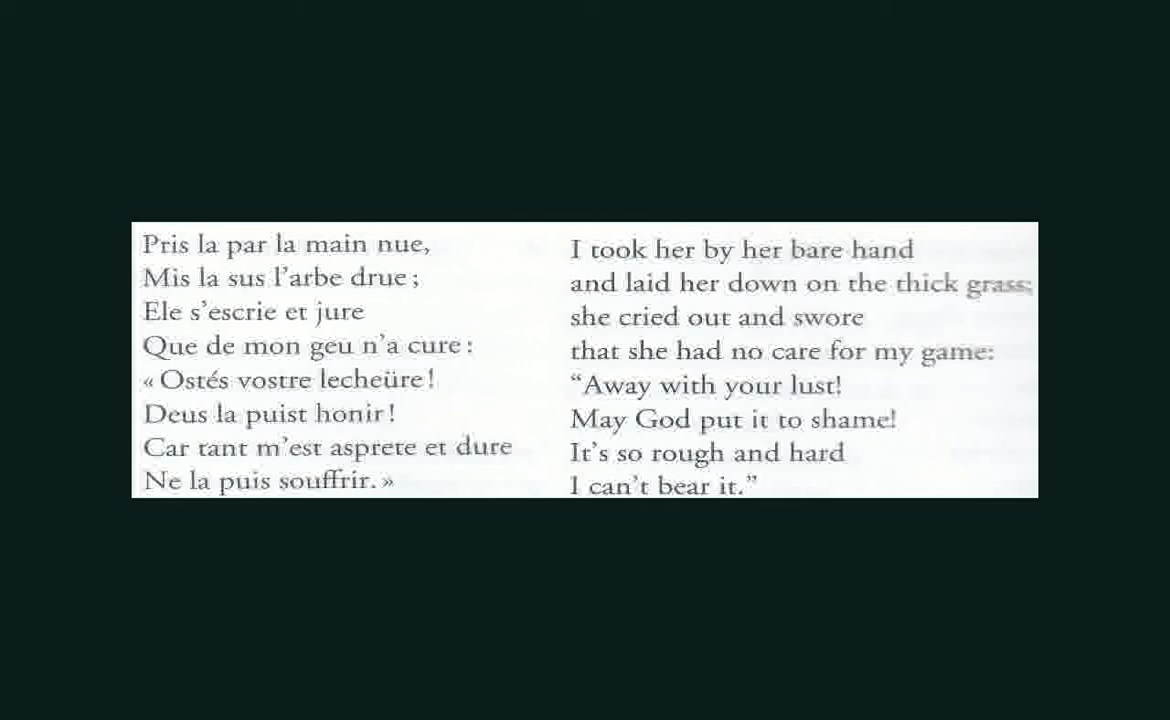 Pris la par la main nue,
Mis la sus l'arbe drue ;
Ele s'escrie et jure
Que de mon geu n'a cure :
« Ostés vostre lecheüre !
Deus la puist honir !
Car tant m'est asprete et dure
Ne la puis souffrir. »
I took her by her bare hand
and laid her down on the thick grass;
she cried out and swore
that she had no care for my game:
“Away with your lust!
May God put it to shame!
It's so rough and hard
I can't bear it.”